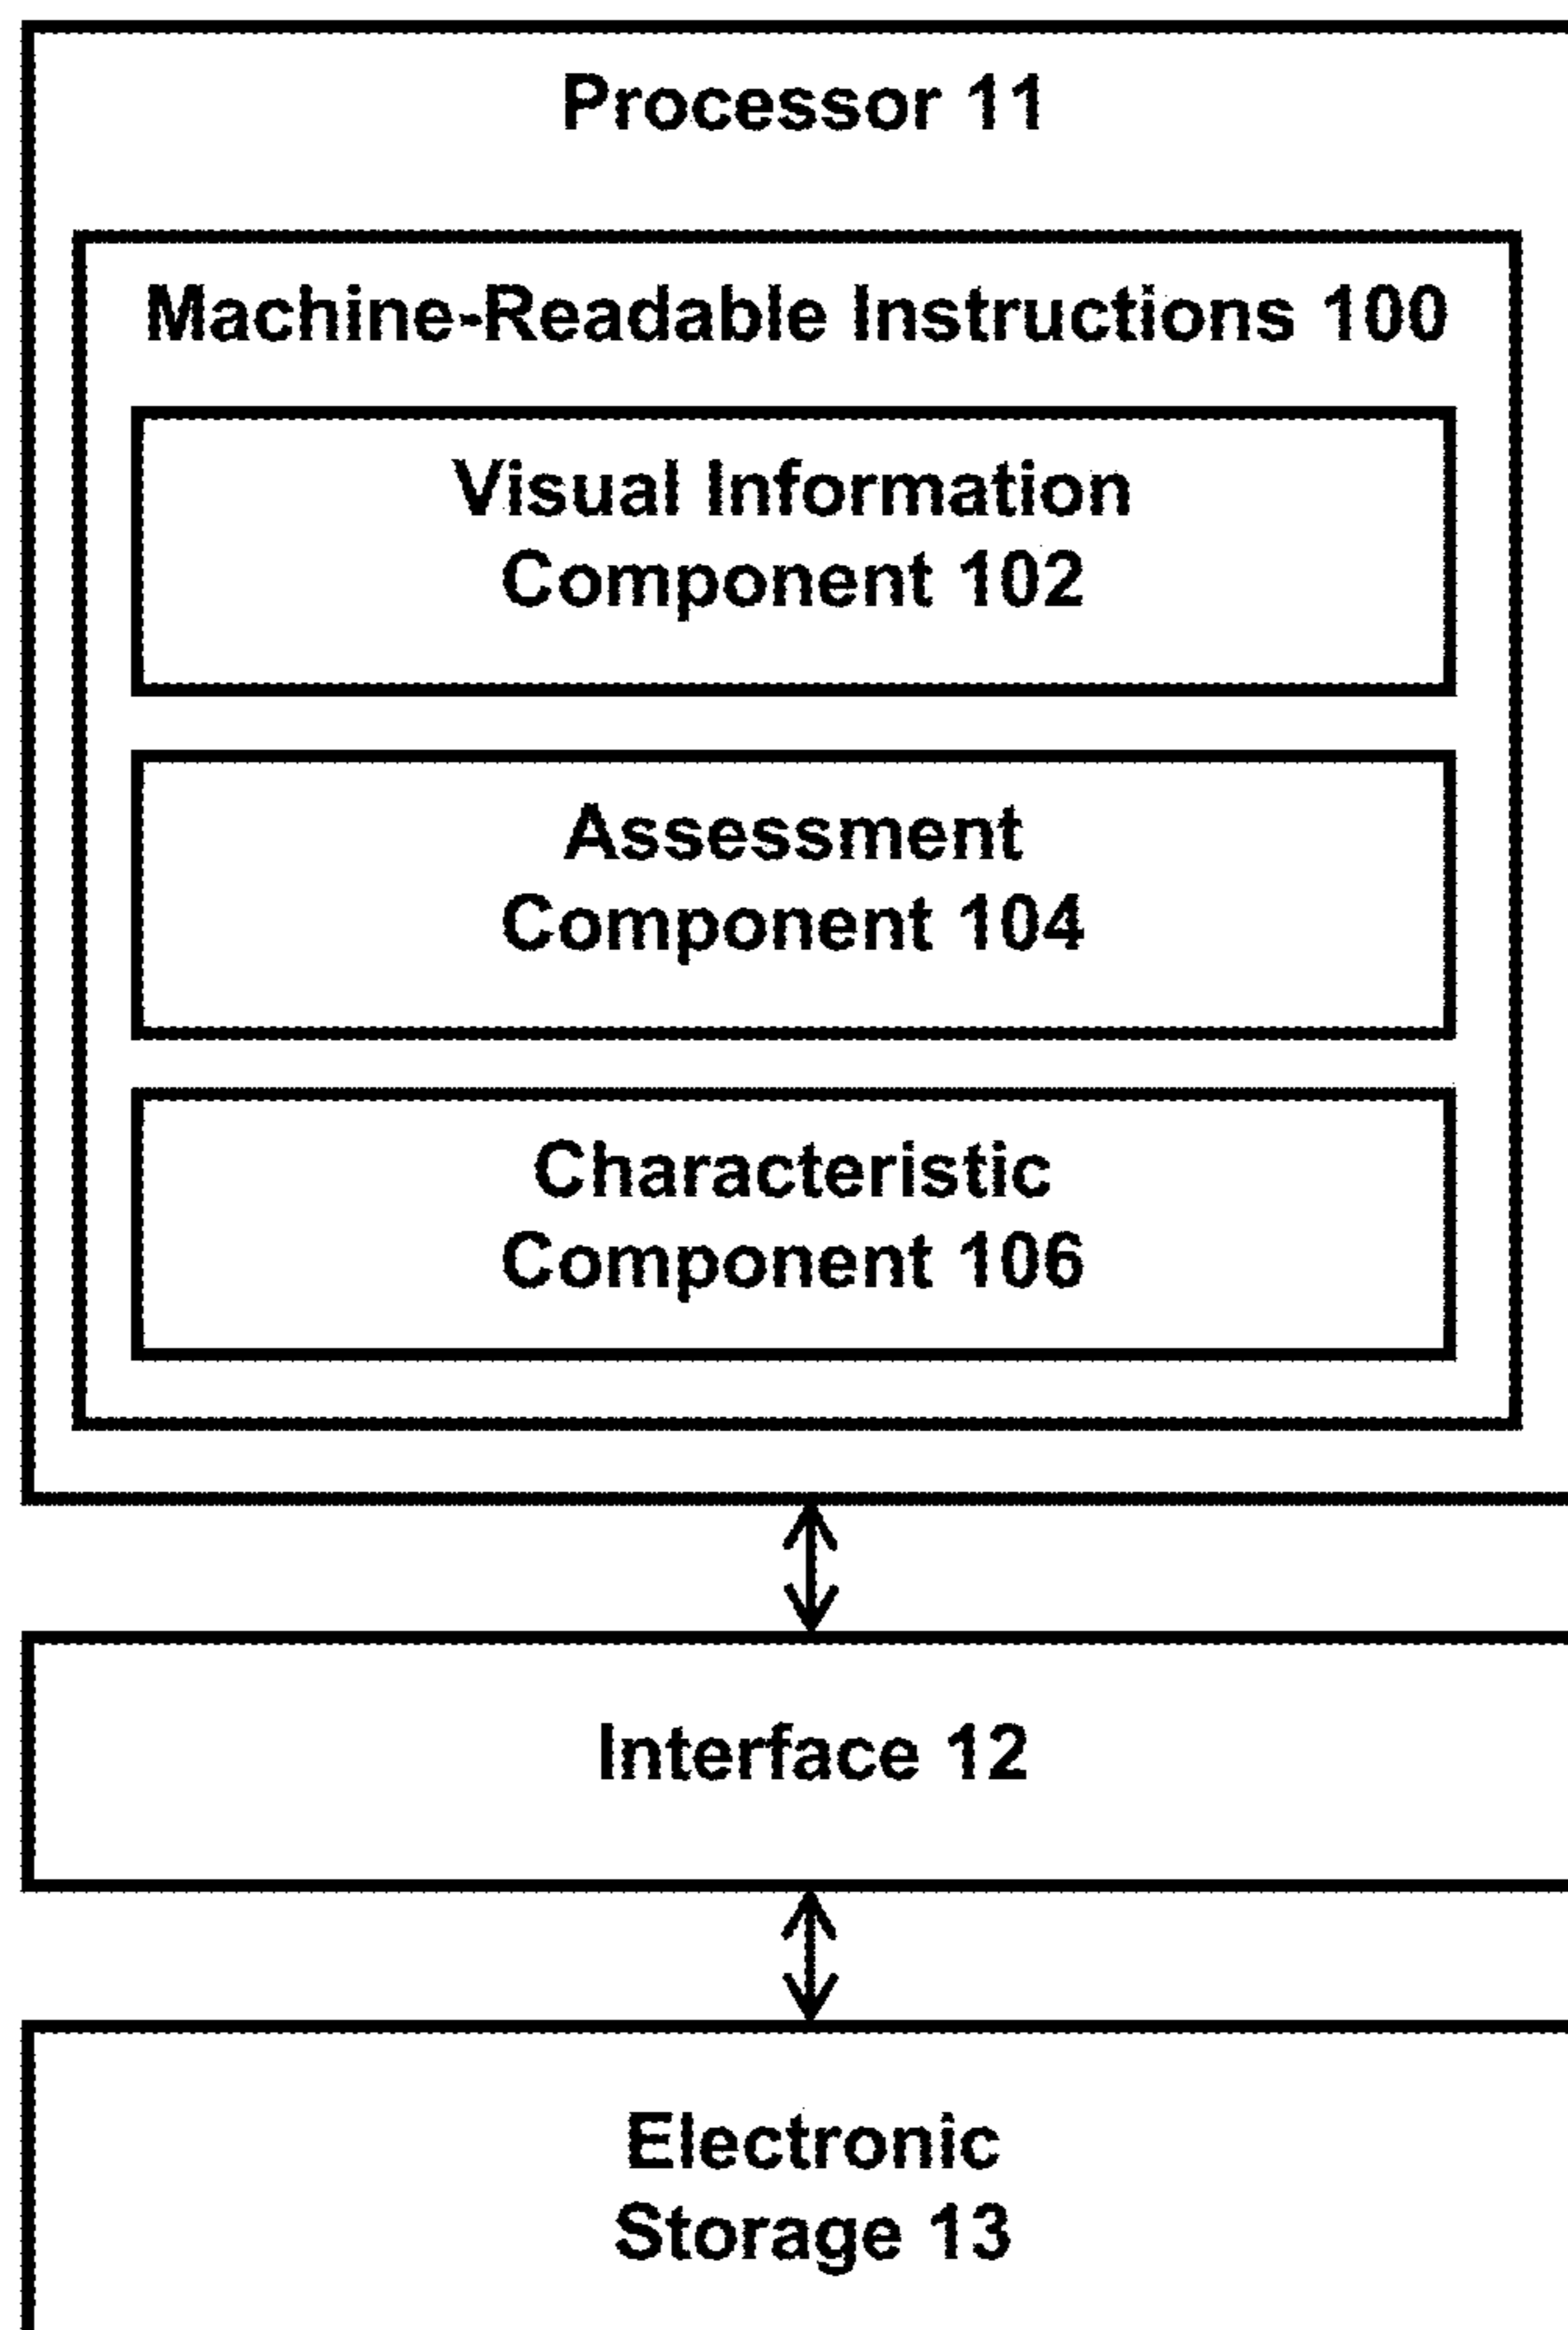 Processor 11
Machine-Readable Instructions 100
Visual Information
Component 102
Assessment
Component 104
Characteristic
Component 106
Interface 12
Electronic
Storage 13